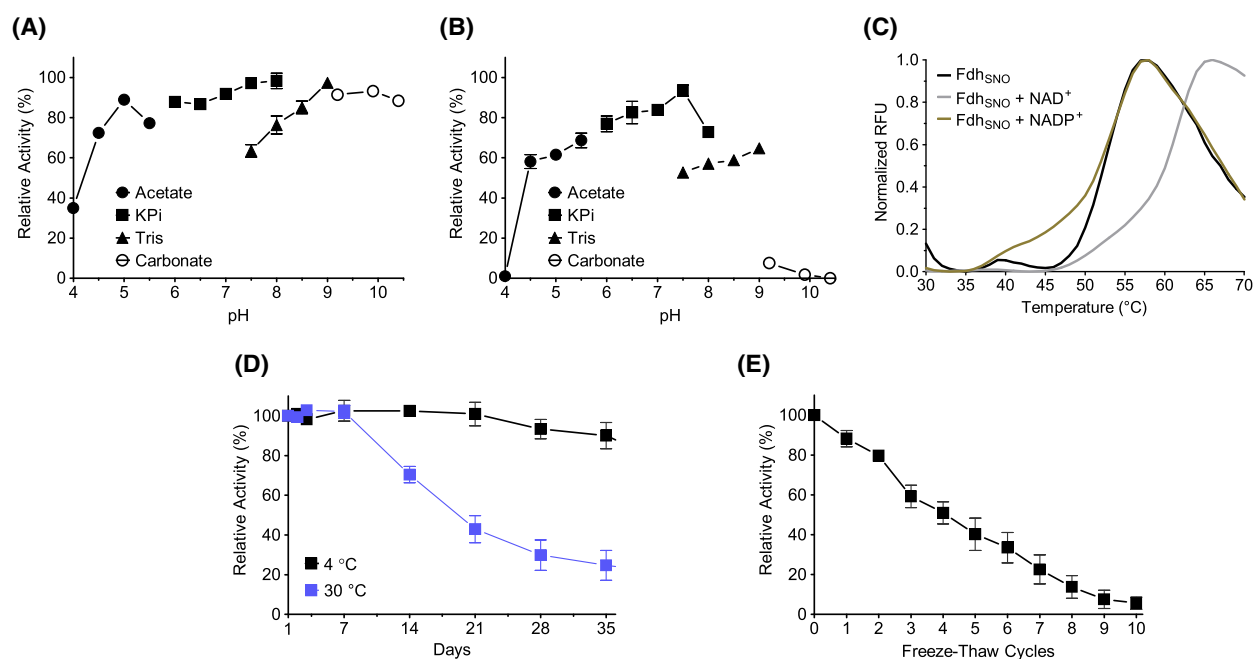 (A)
Relative Activity (%)
100
80
60
40
20
0
Acetate
KPi
Tris
Carbonate
4 5 6 7 8 9 10
pH
(B)
Relative Activity (%)
100
80
60
40
20
0
Acetate
KPi
Tris
Carbonate
4 5 6 7 8 9 10
pH
(C)
Normalized RFU
1.0
0.8
0.6
0.4
0.2
0.0
FdhSNO
FdhSNO + NAD+
FdhSNO + NADP+
30 35 40 45 50 55 60 65 70
Temperature (°C)
(D)
Relative Activity (%)
100
80
60
40
20
0
4 °C
30 °C
1 7 14 21 28 35
Days
(E)
Relative Activity (%)
100
80
60
40
20
0
0 1 2 3 4 5 6 7 8 9 10
Freeze-Thaw Cycles